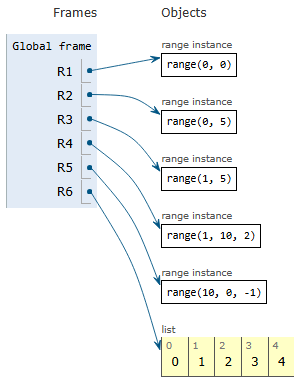 Frames Objects
Global frame
range instance
R1 range(0, 0)
R2
range instance
range(0, 5)
R3
R4
range instance
range(1, 5)
R5
R6
range instance
range(1, 10, 2)
range instance
range(10, 0, -1)
list
0 1 2 3 4
0 1 2 3 4